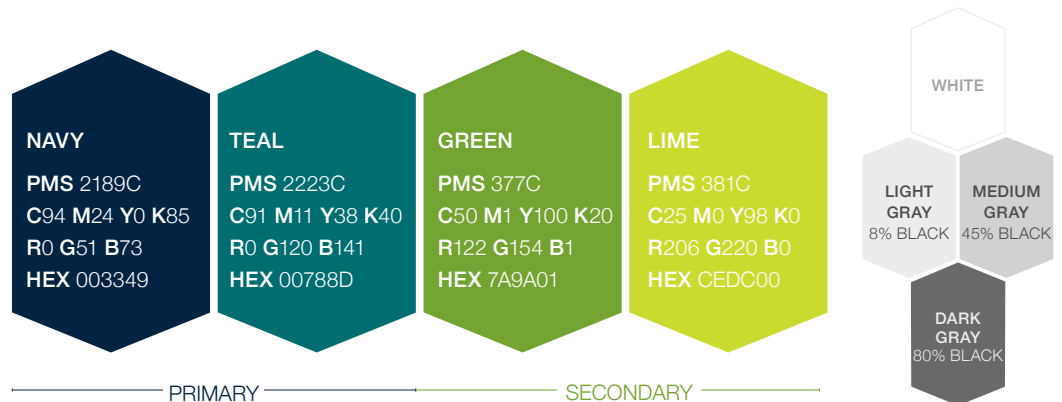 NAVY
PMS 2189C
C94 M24 Y0 K85
R0 G51 B73
HEX 003349
TEAL
PMS 2223C
C91 M11 Y38 K40
R0 G120 B141
HEX 00788D
GREEN
PMS 377C
C50 M1 Y100 K20
R122 G154 B1
HEX 7A9A01
LIME
PMS 381C
C25 M0 Y98 K0
R206 G220 B0
HEX CEDC00
PRIMARY
SECONDARY
WHITE
LIGHT
GRAY
8% BLACK
MEDIUM
GRAY
45% BLACK
DARK
GRAY
80% BLACK